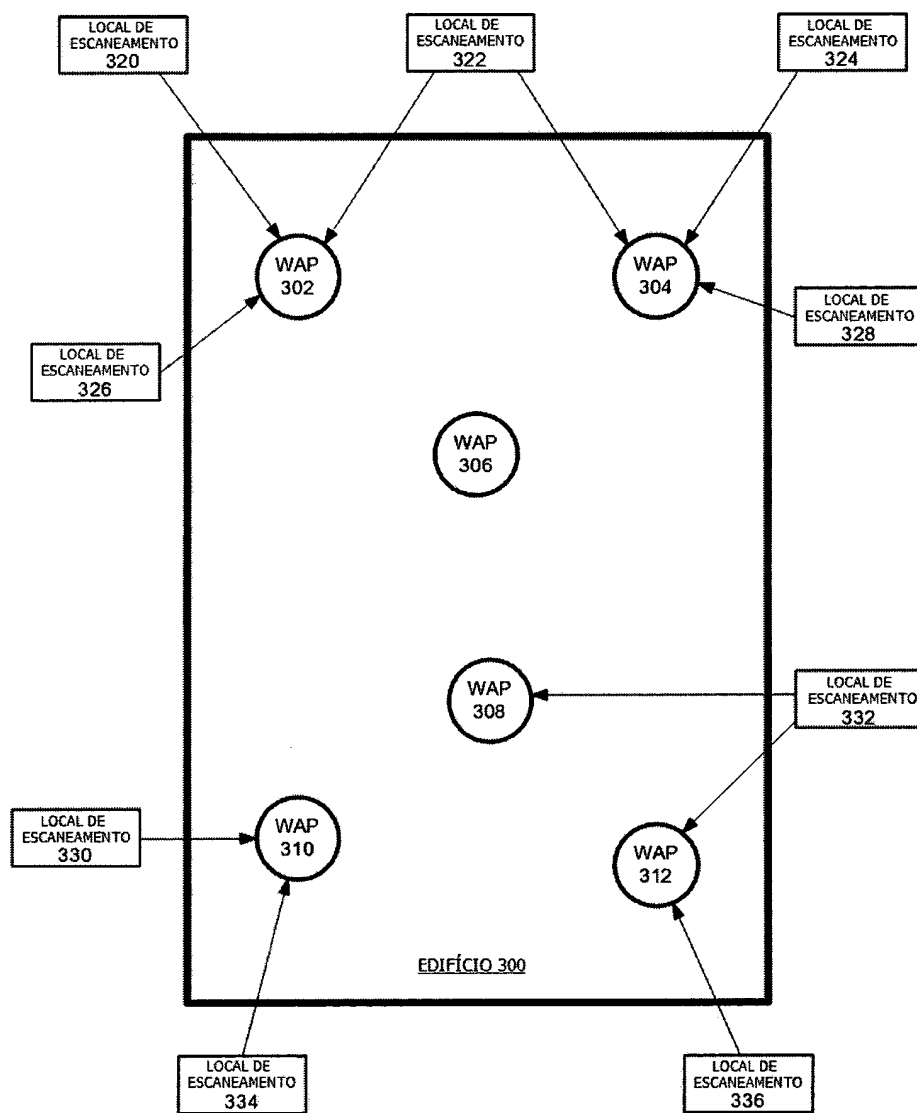 LOCAL DE
ESCANEAMENTO
320
LOCAL DE
ESCANEAMENTO
322
LOCAL DE
ESCANEAMENTO
324
WAP
302
WAP
304
LOCAL DE
ESCANEAMENTO
328
LOCAL DE
ESCANEAMENTO
326
WAP
306
WAP
308
LOCAL DE
ESCANEAMENTO
332
LOCAL DE
ESCANEAMENTO
330
WAP
310
WAP
312
EDIFÍCIO 300
LOCAL DE
ESCANEAMENTO
334
LOCAL DE
ESCANEAMENTO
336